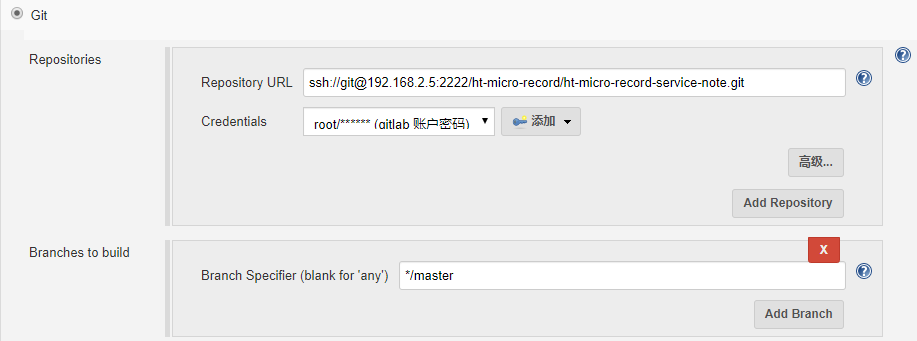 Git
Repositories
Repository URL ssh://git@192.168.2.5:2222/ht-micro-record/ht-micro-record-service-note.git
Credentials root/****** (gitlab 账户密码) 添加
高级...
Add Repository
Branches to build
X
Branch Specifier (blank for 'any') */master
Add Branch